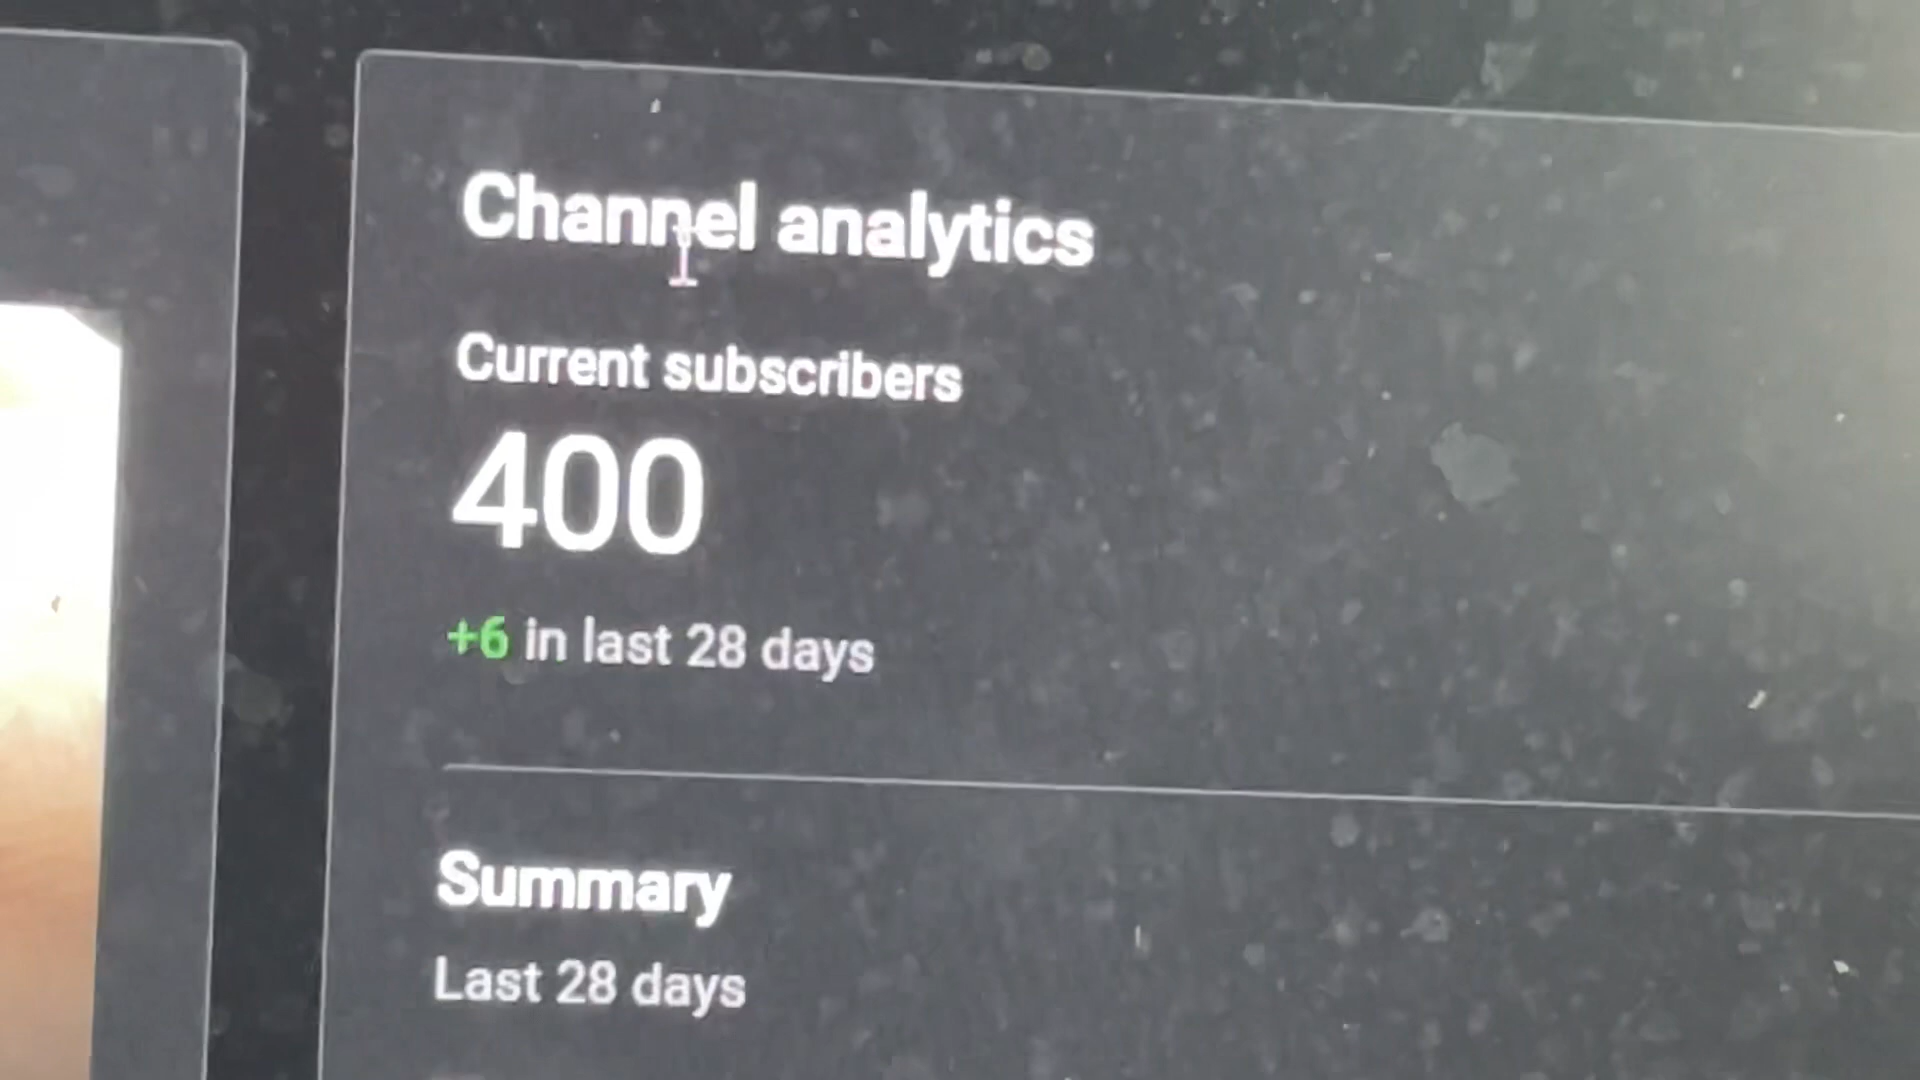 Channel analytics
Current subscribers
400
+6 in last 28 days
Summary
Last 28 days